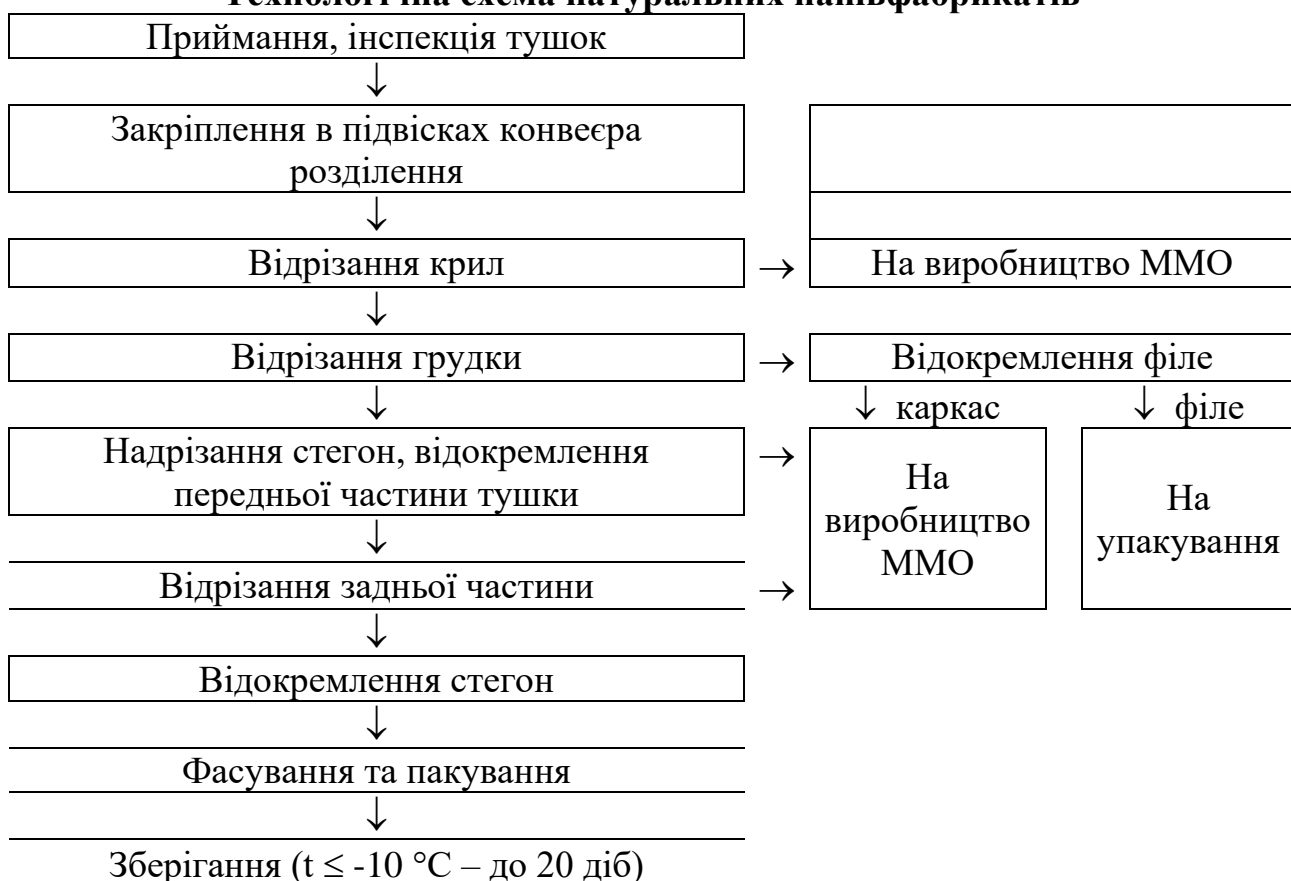 Технологічна схема натуральних напівфабрикатів
Приймання, інспекція тушок
↓
Закріплення в підвісках конвеєра
розділення
↓
Відрізання крил → На виробництво ММО
↓
Відрізання грудки → Відокремлення філе
↓ ↓ каркас ↓ філе
Надрізання стегон, відокремлення →
передньої частини тушки
На
виробництво
ММО
На
упакування
↓
Відрізання задньої частини →
↓
Відокремлення стегон
↓
Фасування та пакування
↓
Зберігання (t ≤ -10 °C – до 20 діб)